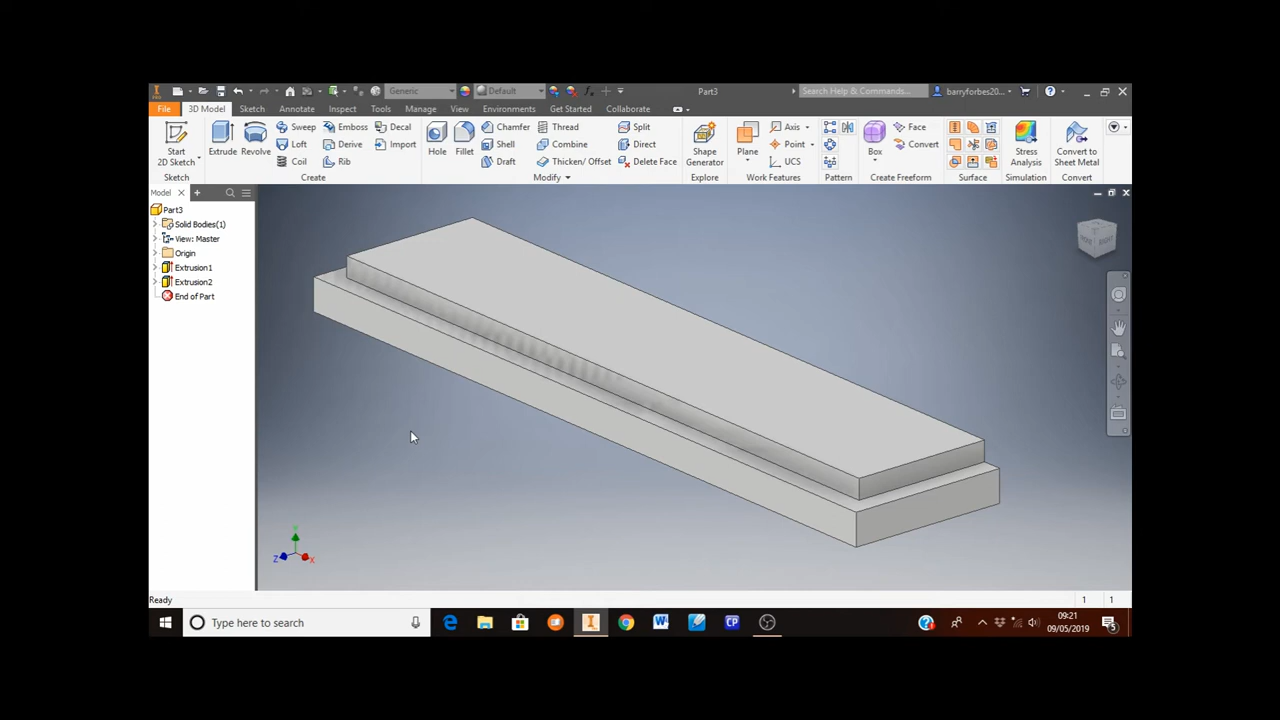 Generic Default Part3 Search Help & Commands... barryforbes20...
File 3D Model Sketch Annotate Inspect Tools Manage View Environments Get Started Collaborate
Sweep Emboss Decal Chamfer Thread Split Axis Face
Start 2D Sketch Extrude Revolve Loft Derive Import Hole Fillet Shell Combine Direct Shape Generator Plane Point Box Convert Stress Analysis Convert to Sheet Metal
Coil Rib Draft Thicken/ Offset Delete Face UCS
Sketch Create Modify Explore Work Features Pattern Create Freeform Surface Simulation Convert
Model
Part3
Solid Bodies(1)
View: Master
Origin
Extrusion1
Extrusion2
End of Part
RIGHT
Y
Z X
Ready 1 1
Type here to search
W
CP
09:21
09/05/2019
5